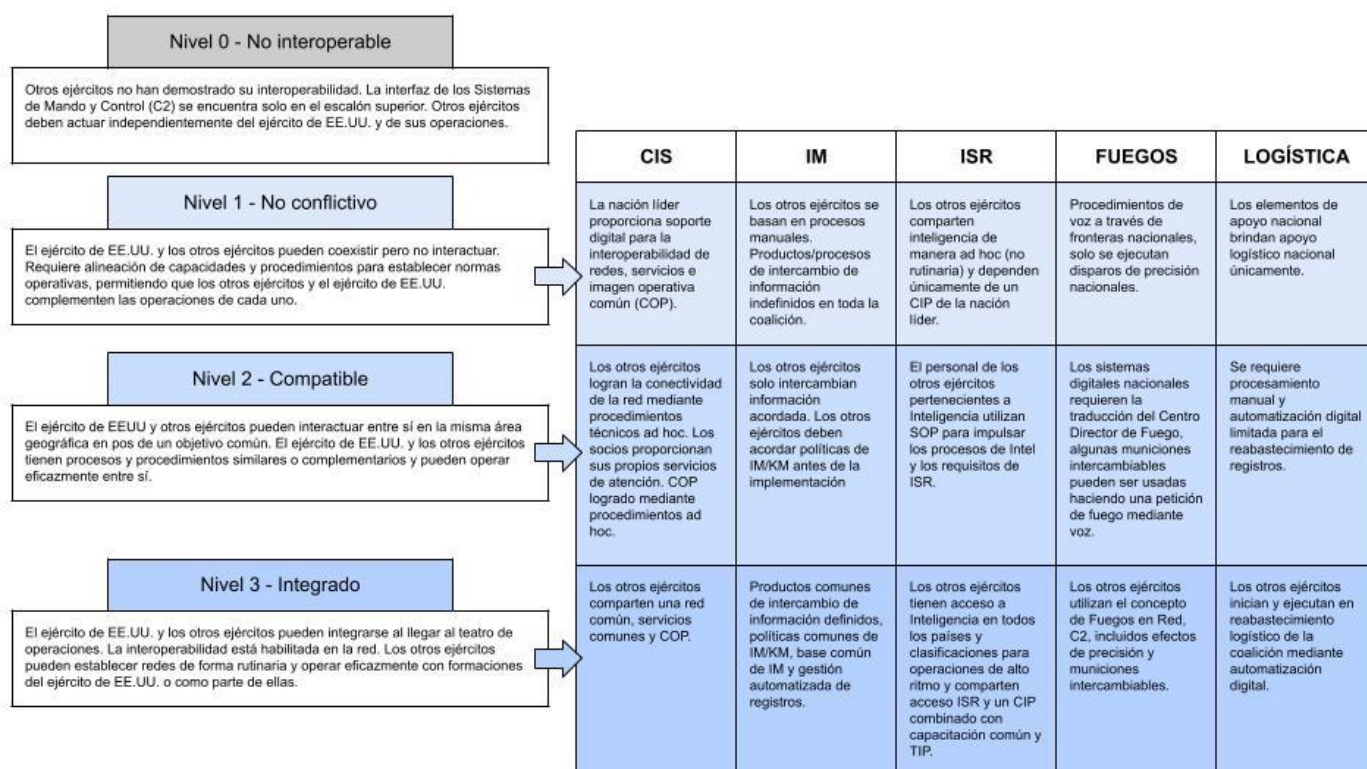 Nivel 0 - No interoperable
Otros ejércitos no han demostrado su interoperabilidad. La interfaz de los Sistemas
de Mando y Control (C2) se encuentra solo en el escalón superior. Otros ejércitos
deben actuar independientemente del ejército de EE.UU. y de sus operaciones.
CIS
IM
ISR
FUEGOS
LOGÍSTICA
Nivel 1 - No conflictivo
El ejército de EE.UU. y los otros ejércitos pueden coexistir pero no interactuar.
Requiere alineación de capacidades y procedimientos para establecer normas
operativas, permitiendo que los otros ejércitos y el ejército de EE.UU.
complementen las operaciones de cada uno.
La nación líder
proporciona soporte
digital para la
interoperabilidad de
redes, servicios e
imagen operativa
común (COP).
Los otros ejércitos se
basan en procesos
manuales.
Productos/procesos
de intercambio de
información
indefinidos en toda la
coalición.
Los otros ejércitos
comparten
inteligencia de
manera ad hoc (no
rutinaria) y dependen
únicamente de un
CIP de la nación
líder.
Procedimientos de
voz a través de
fronteras nacionales,
solo se ejecutan
disparos de precisión
nacionales.
Los elementos de
apoyo nacional
brindan apoyo
logístico nacional
únicamente.
Nivel 2 - Compatible
El ejército de EEUU y otros ejércitos pueden interactuar entre sí en la misma área
geográfica en pos de un objetivo común. El ejército de EE.UU. y los otros ejércitos
tienen procesos y procedimientos similares o complementarios y pueden operar
eficazmente entre sí.
Los otros ejércitos
logran la conectividad
de la red mediante
procedimientos
técnicos ad hoc. Los
socios proporcionan
sus propios servicios
de atención. COP
logrado mediante
procedimientos ad
hoc.
Los otros ejércitos
solo intercambian
información
acordada. Los otros
ejércitos deben
acordar políticas de
IM/KM antes de la
implementación
El personal de los
otros ejércitos
pertenecientes a
Inteligencia utilizan
SOP para impulsar
los procesos de Intel
y los requisitos de
ISR.
Los sistemas
digitales nacionales
requieren la
traducción del Centro
Director de Fuego,
algunas municiones
intercambiables
pueden ser usadas
haciendo una petición
de fuego mediante
voz.
Se requiere
procesamiento
manual y
automatización digital
limitada para el
reabastecimiento de
registros.
Nivel 3 - Integrado
El ejército de EE.UU. y los otros ejércitos pueden integrarse al llegar al teatro de
operaciones. La interoperabilidad está habilitada en la red. Los otros ejércitos
pueden establecer redes de forma rutinaria y operar eficazmente con formaciones
del ejército de EE.UU. o como parte de ellas.
Los otros ejércitos
comparten una red
común, servicios
comunes y COP.
Productos comunes
de intercambio de
información definidos,
políticas comunes de
IM/KM, base común
de IM y gestión
automatizada de
registros.
Los otros ejércitos
tienen acceso a
Inteligencia en todos
los países y
clasificaciones para
operaciones de alto
ritmo y comparten
acceso ISR y un CIP
combinado con
capacitación común y
TIP.
Los otros ejércitos
utilizan el concepto
de Fuegos en Red,
C2, incluidos efectos
de precisión y
municiones
intercambiables.
Los otros ejércitos
inician y ejecutan en
reabastecimiento
logístico de la
coalición mediante
automatización
digital.